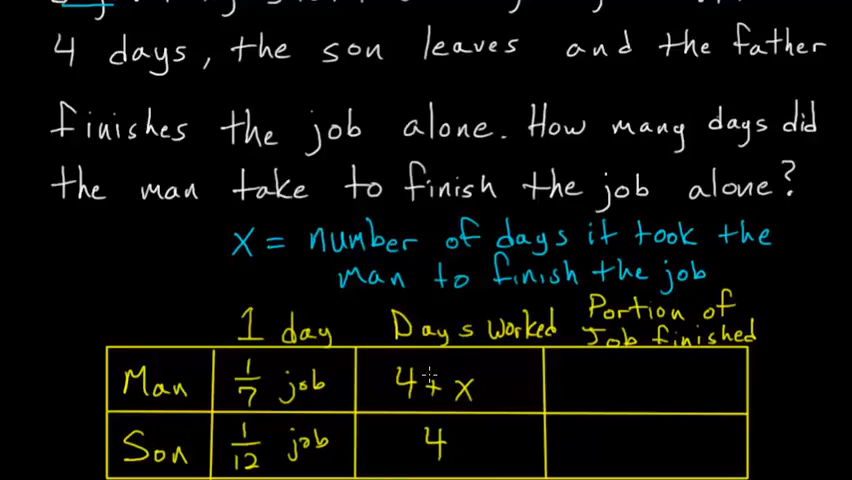 4 days, the son leaves and the father
finishes the job alone. How many days did
the man take to finish the job alone?
x = number of days it took the
man to finish the job
1 day Days worked Portion of Job finished
Man 1/7 job 4 + x
Son 1/12 job 4